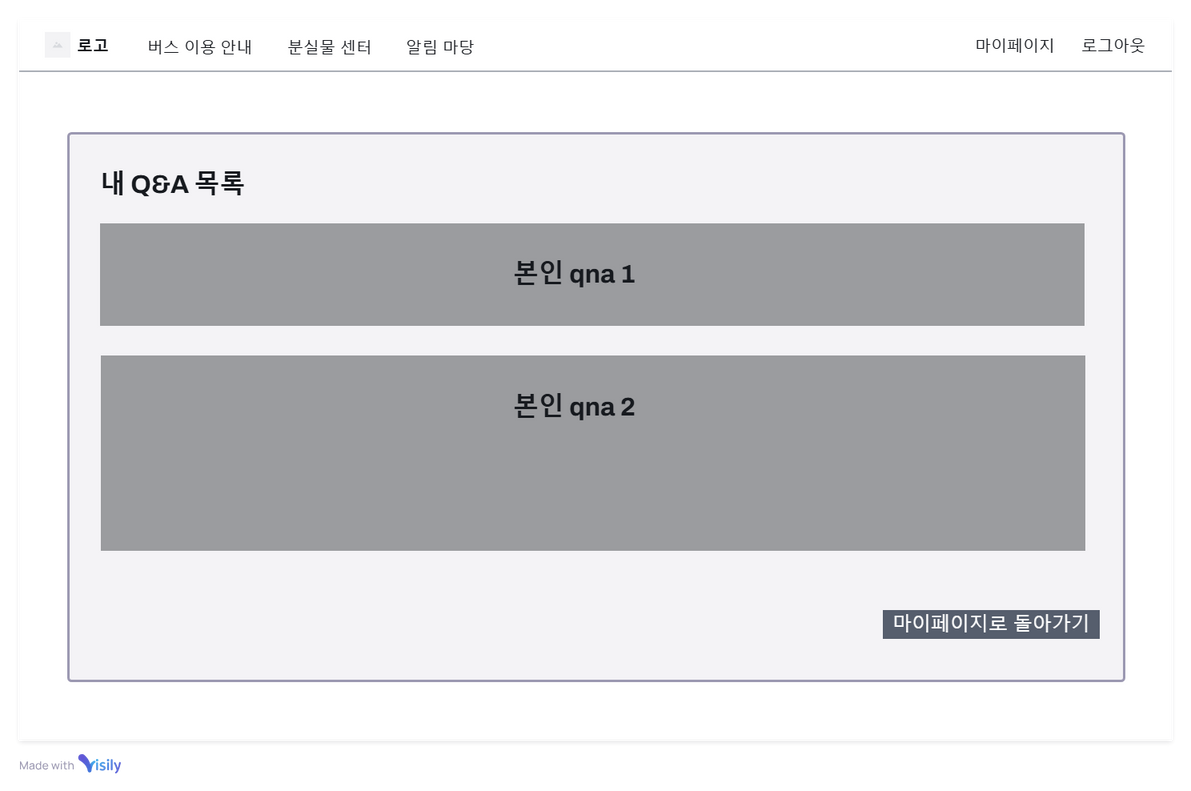 로고 버스 이용 안내 분실물 센터 알림 마당 마이페이지 로그아웃
내 Q&A 목록
본인 qna 1
본인 qna 2
마이페이지로 돌아가기
Made with Visily